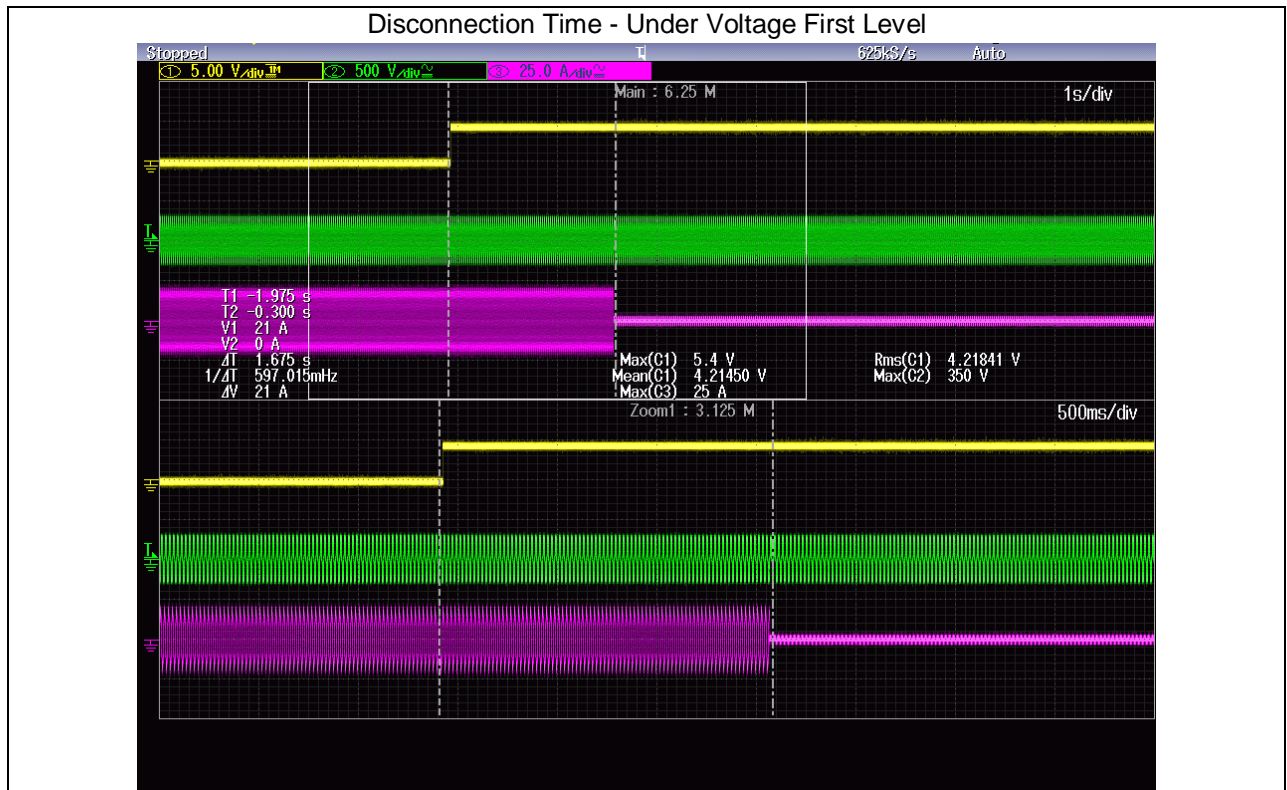 Disconnection Time - Under Voltage First Level
Stopped 625kS/s Auto
① 5.00 V/div 1M ② 500 V/div ③ 25.0 A/div
Main : 6.25 M 1s/div
T1 -1.975 s
T2 -0.300 s
V1 21 A
V2 0 A
ΔT 1.675 s Max(C1) 5.4 V Rms(C1) 4.21841 V
1/ΔT 597.015mHz Mean(C1) 4.21450 V Max(C2) 350 V
ΔV 21 A Max(C3) 25 A
Zoom1 : 3.125 M 500ms/div